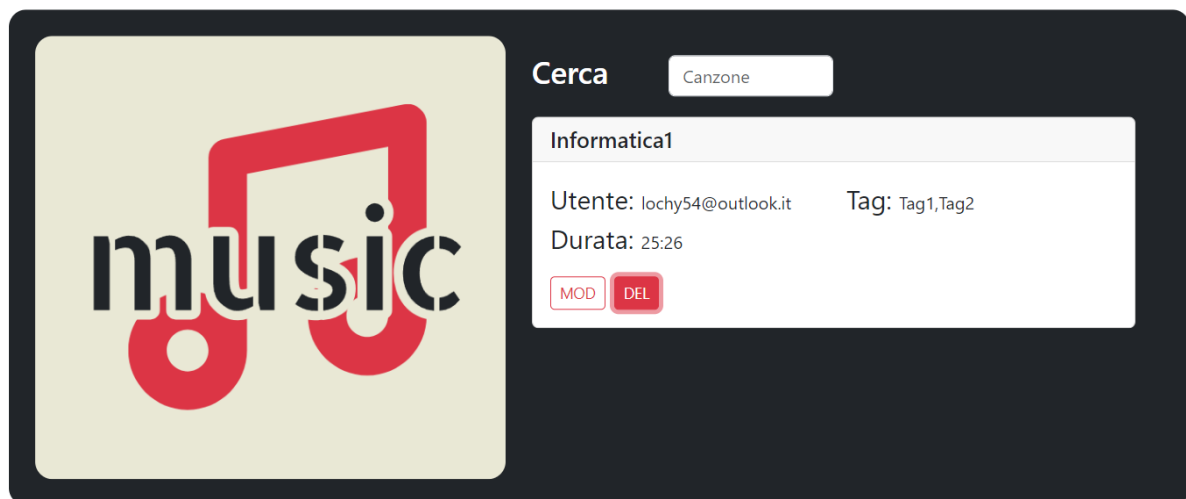 music
Cerca Canzone
Informatica1
Utente: lochy54@outlook.it Tag: Tag1,Tag2
Durata: 25:26
MOD DEL